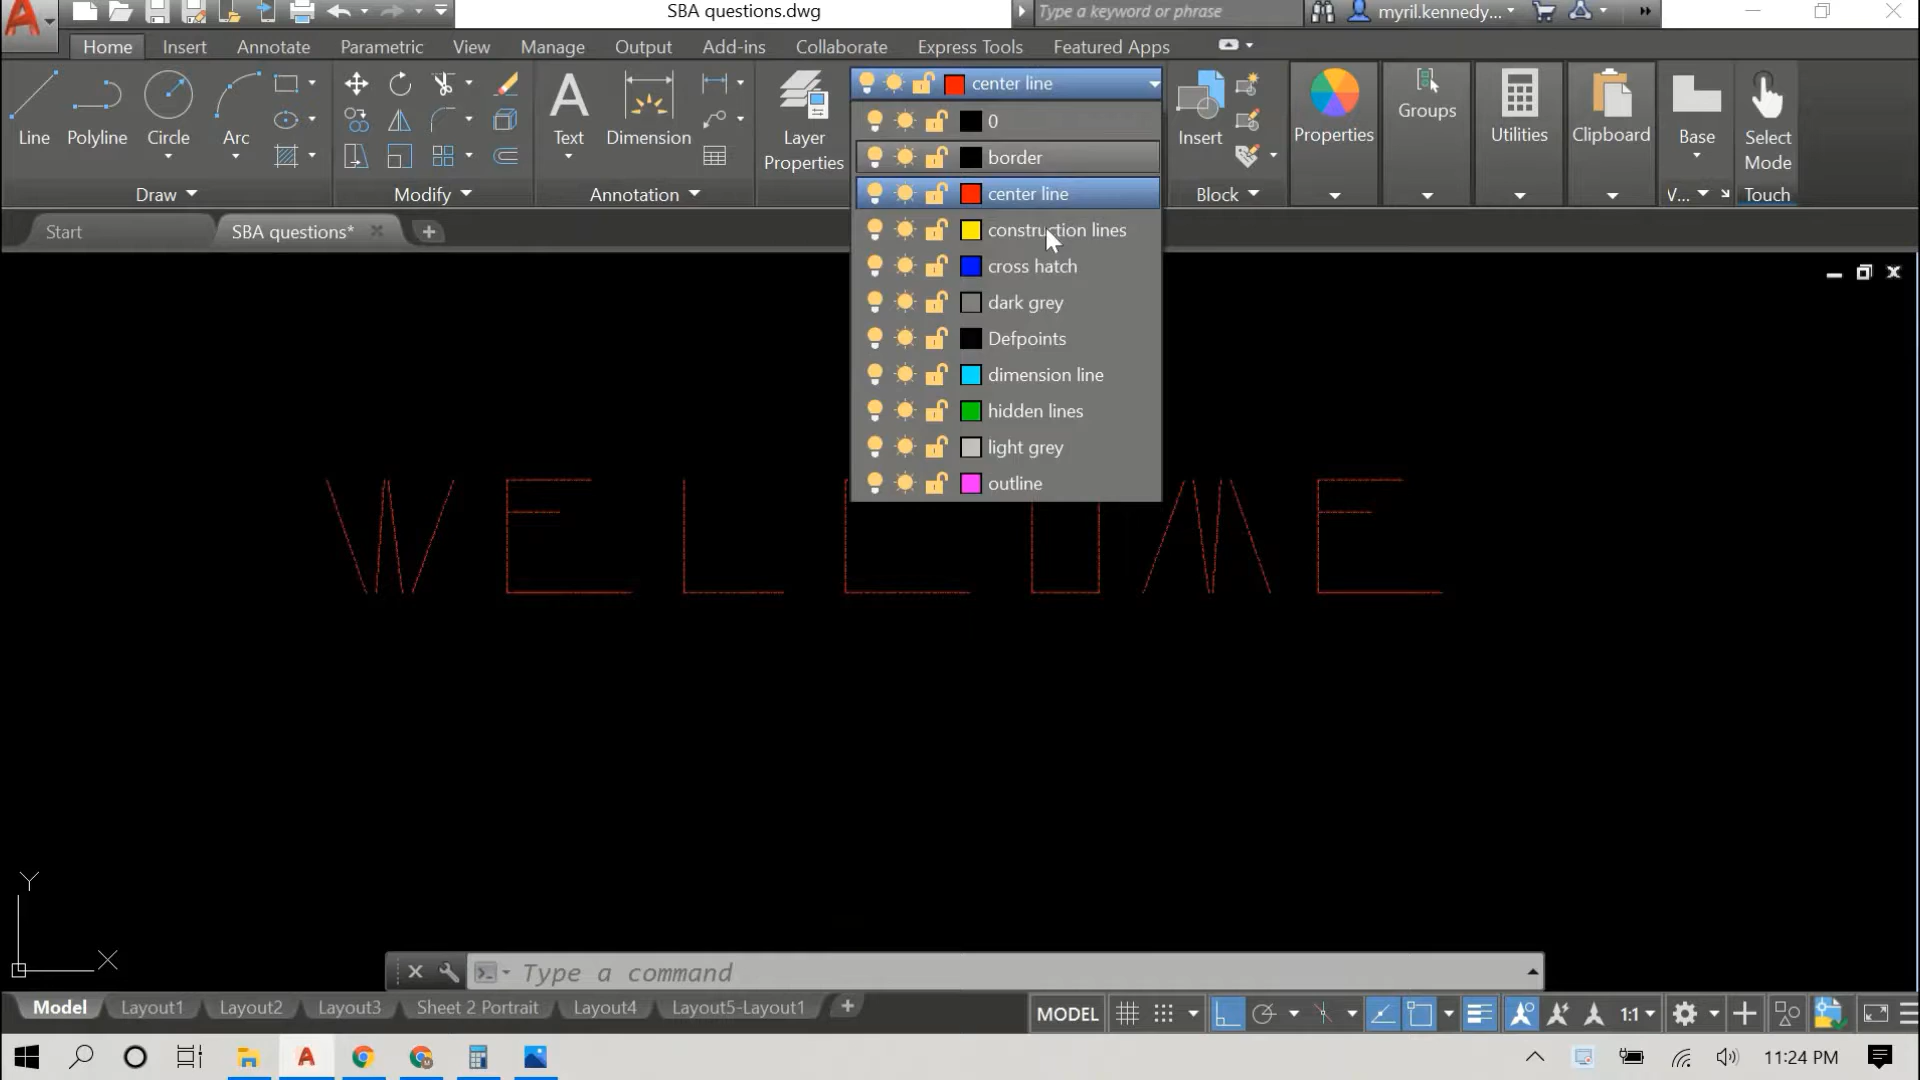 SBA questions.dwg
Type a keyword or phrase
myril.kennedy...
Home Insert Annotate Parametric View Manage Output Add-ins Collaborate Express Tools Featured Apps
Line Polyline Circle Arc
Text Dimension
Layer Properties
center line
Insert
Properties
Groups
Utilities
Clipboard
Base
Select Mode
Draw Modify Annotation Block V... Touch
0
border
center line
construction lines
cross hatch
dark grey
Defpoints
dimension line
hidden lines
light grey
outline
Start SBA questions*
W E L C O M E
Y
X
Type a command
Model Layout1 Layout2 Layout3 Sheet 2 Portrait Layout4 Layout5-Layout1
MODEL 1:1
11:24 PM